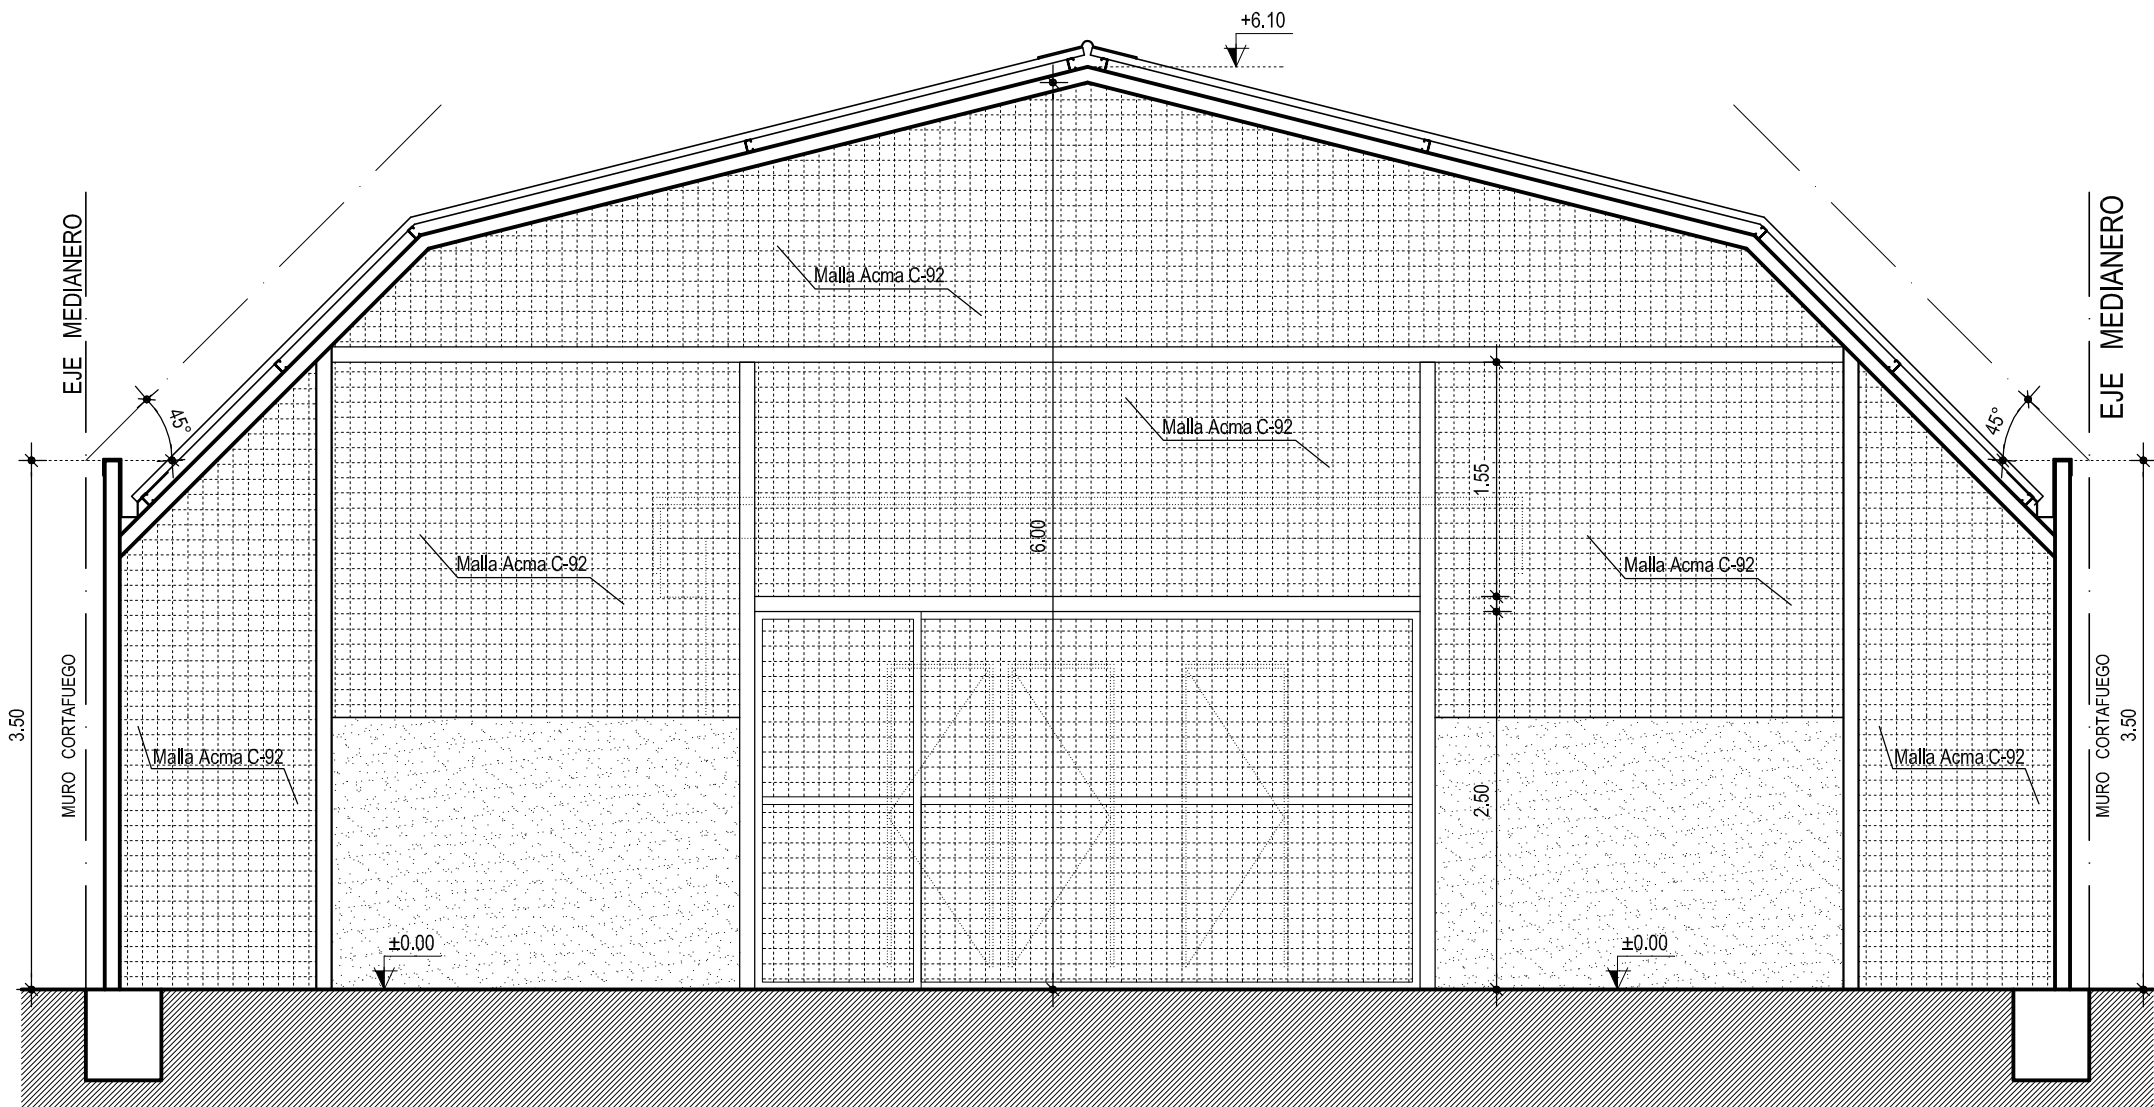 +6.10
EJE MEDIANERO
EJE MEDIANERO
Malla Acma C-92
45°
45°
Malla Acma C-92
1.55
6.00
Malla Acma C-92
Malla Acma C-92
3.50
MURO CORTAFUEGO
Malla Acma C-92
2.50
Malla Acma C-92
MURO CORTAFUEGO
3.50
±0.00
±0.00